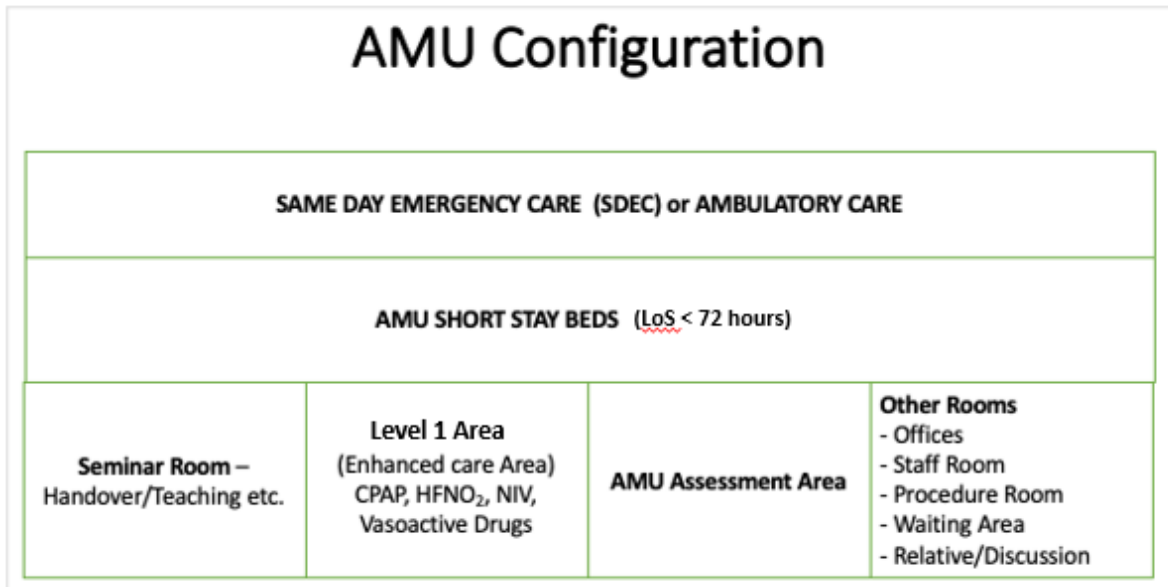 AMU Configuration
SAME DAY EMERGENCY CARE (SDEC) or AMBULATORY CARE
AMU SHORT STAY BEDS (LoS < 72 hours)
Seminar Room –
Handover/Teaching etc.
Level 1 Area
(Enhanced care Area)
CPAP, HFNO₂, NIV,
Vasoactive Drugs
AMU Assessment Area
Other Rooms
- Offices
- Staff Room
- Procedure Room
- Waiting Area
- Relative/Discussion